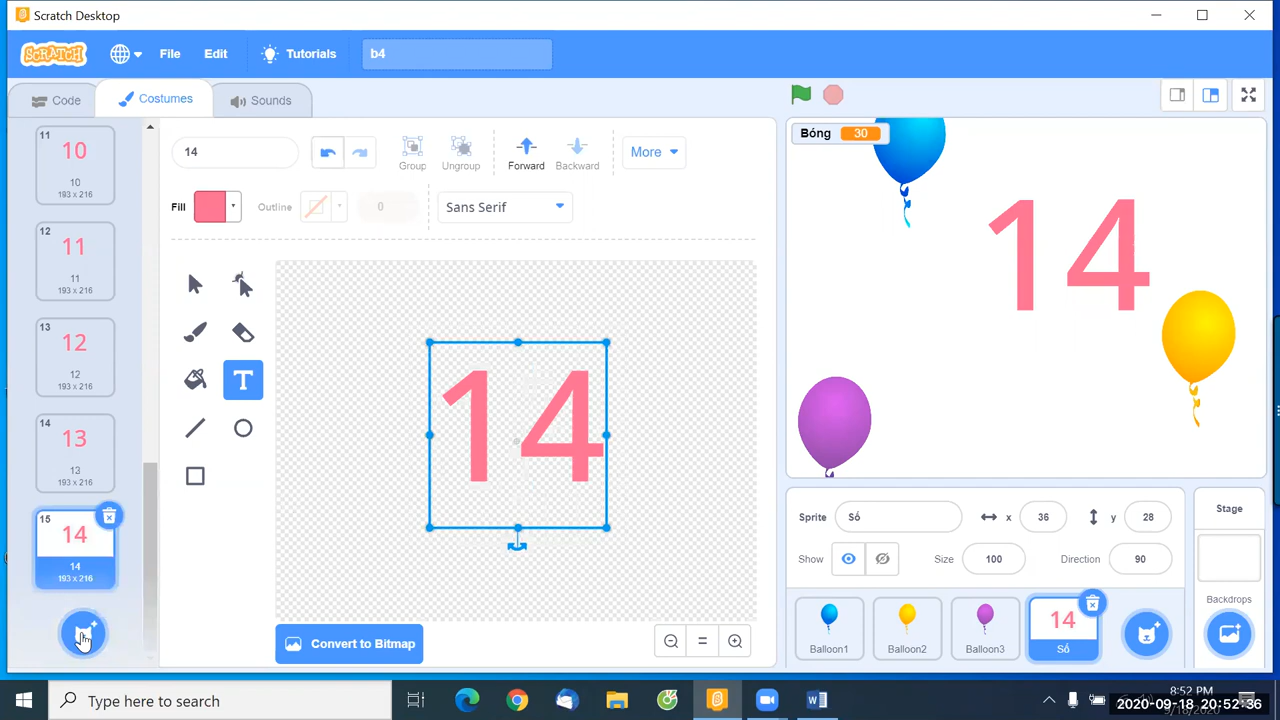 Scratch Desktop
SCRATCH File Edit Tutorials b4
Code Costumes Sounds
11
10
10
193 x 216
12
11
11
193 x 216
13
12
12
193 x 216
14
13
13
193 x 216
15
14
14
193 x 216
14
Group Ungroup Forward Backward More
Fill Outline 0 Sans Serif
T
14
Convert to Bitmap
Bóng 30
14
Sprite Số x 36 y 28
Show Size 100 Direction 90
Balloon1 Balloon2 Balloon3
14
Số
Stage
Backdrops
Type here to search
8:52 PM
2020-09-18 20:52:36